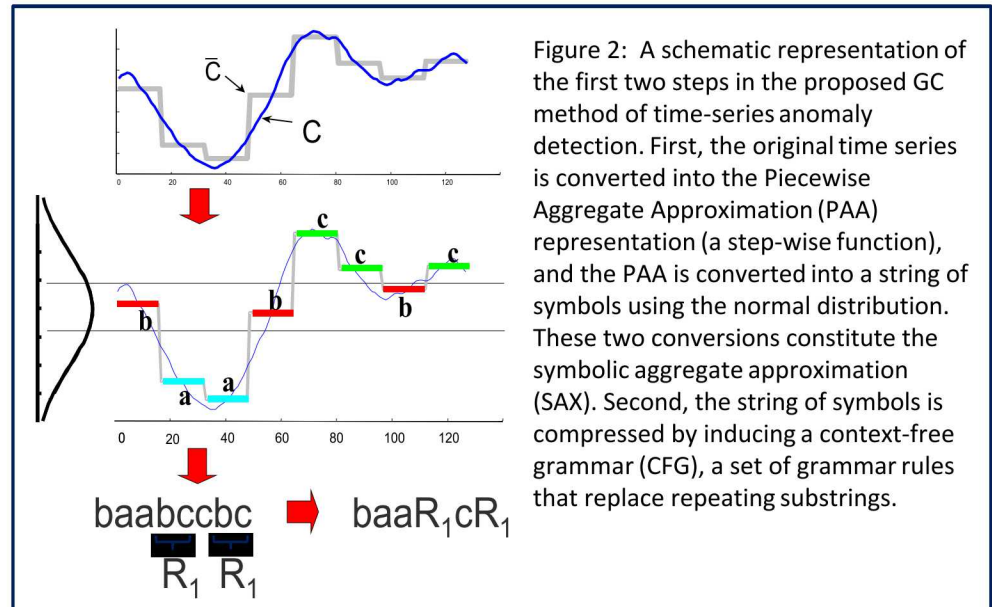 C̅
C
0 20 40 60 80 100 120
c
c
c
b
b
b
a
a
0 20 40 60 80 100 120
baabccbc
baaR₁cR₁
R₁ R₁
Figure 2: A schematic representation of
the first two steps in the proposed GC
method of time-series anomaly
detection. First, the original time series
is converted into the Piecewise
Aggregate Approximation (PAA)
representation (a step-wise function),
and the PAA is converted into a string of
symbols using the normal distribution.
These two conversions constitute the
symbolic aggregate approximation
(SAX). Second, the string of symbols is
compressed by inducing a context-free
grammar (CFG), a set of grammar rules
that replace repeating substrings.